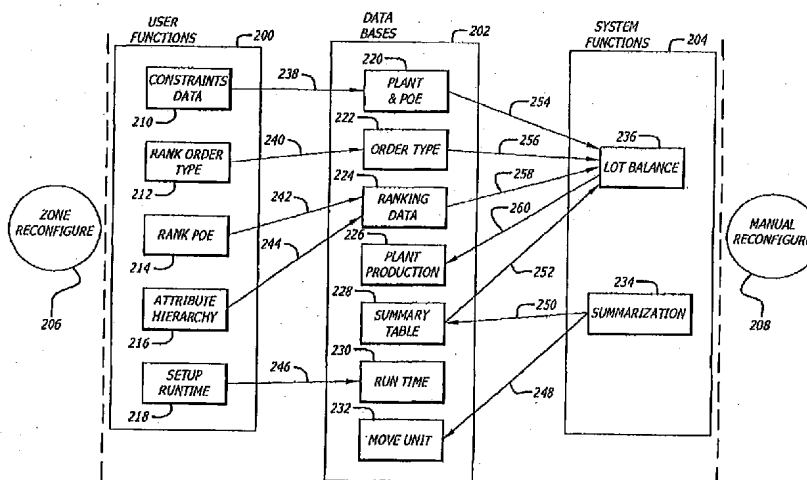 USER
FUNCTIONS
200
DATA
BASES
202
SYSTEM
FUNCTIONS
204
CONSTRAINTS
DATA
210
238
220
PLANT
& POE
254
RANK ORDER
TYPE
212
240
222
ORDER TYPE
256
236
LOT BALANCE
ZONE
RECONFIGURE
206
RANK POE
214
242
244
224
RANKING
DATA
258
260
226
PLANT
PRODUCTION
252
MANUAL
RECONFIGURE
208
ATTRIBUTE
HIERARCHY
216
228
SUMMARY
TABLE
250
234
SUMMARIZATION
SETUP
RUNTIME
218
246
230
RUN TIME
248
232
MOVE UNIT